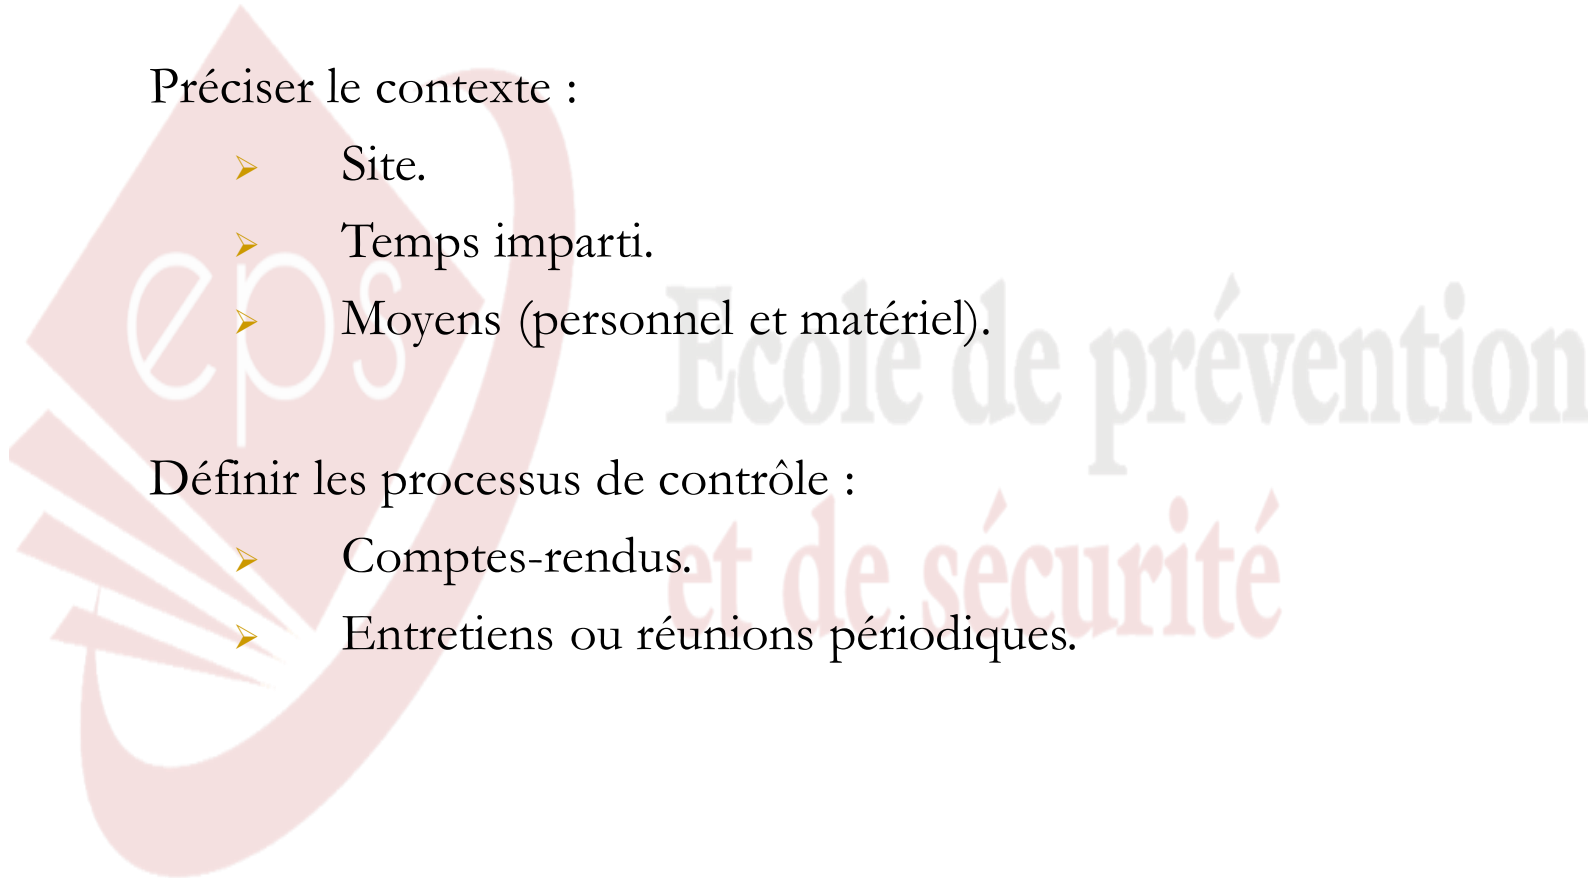 Préciser le contexte :
Site.
Temps imparti.
Moyens (personnel et matériel).
eps
Ecole de prévention
Définir les processus de contrôle :
Comptes-rendus.
et de sécurité
Entretiens ou réunions périodiques.